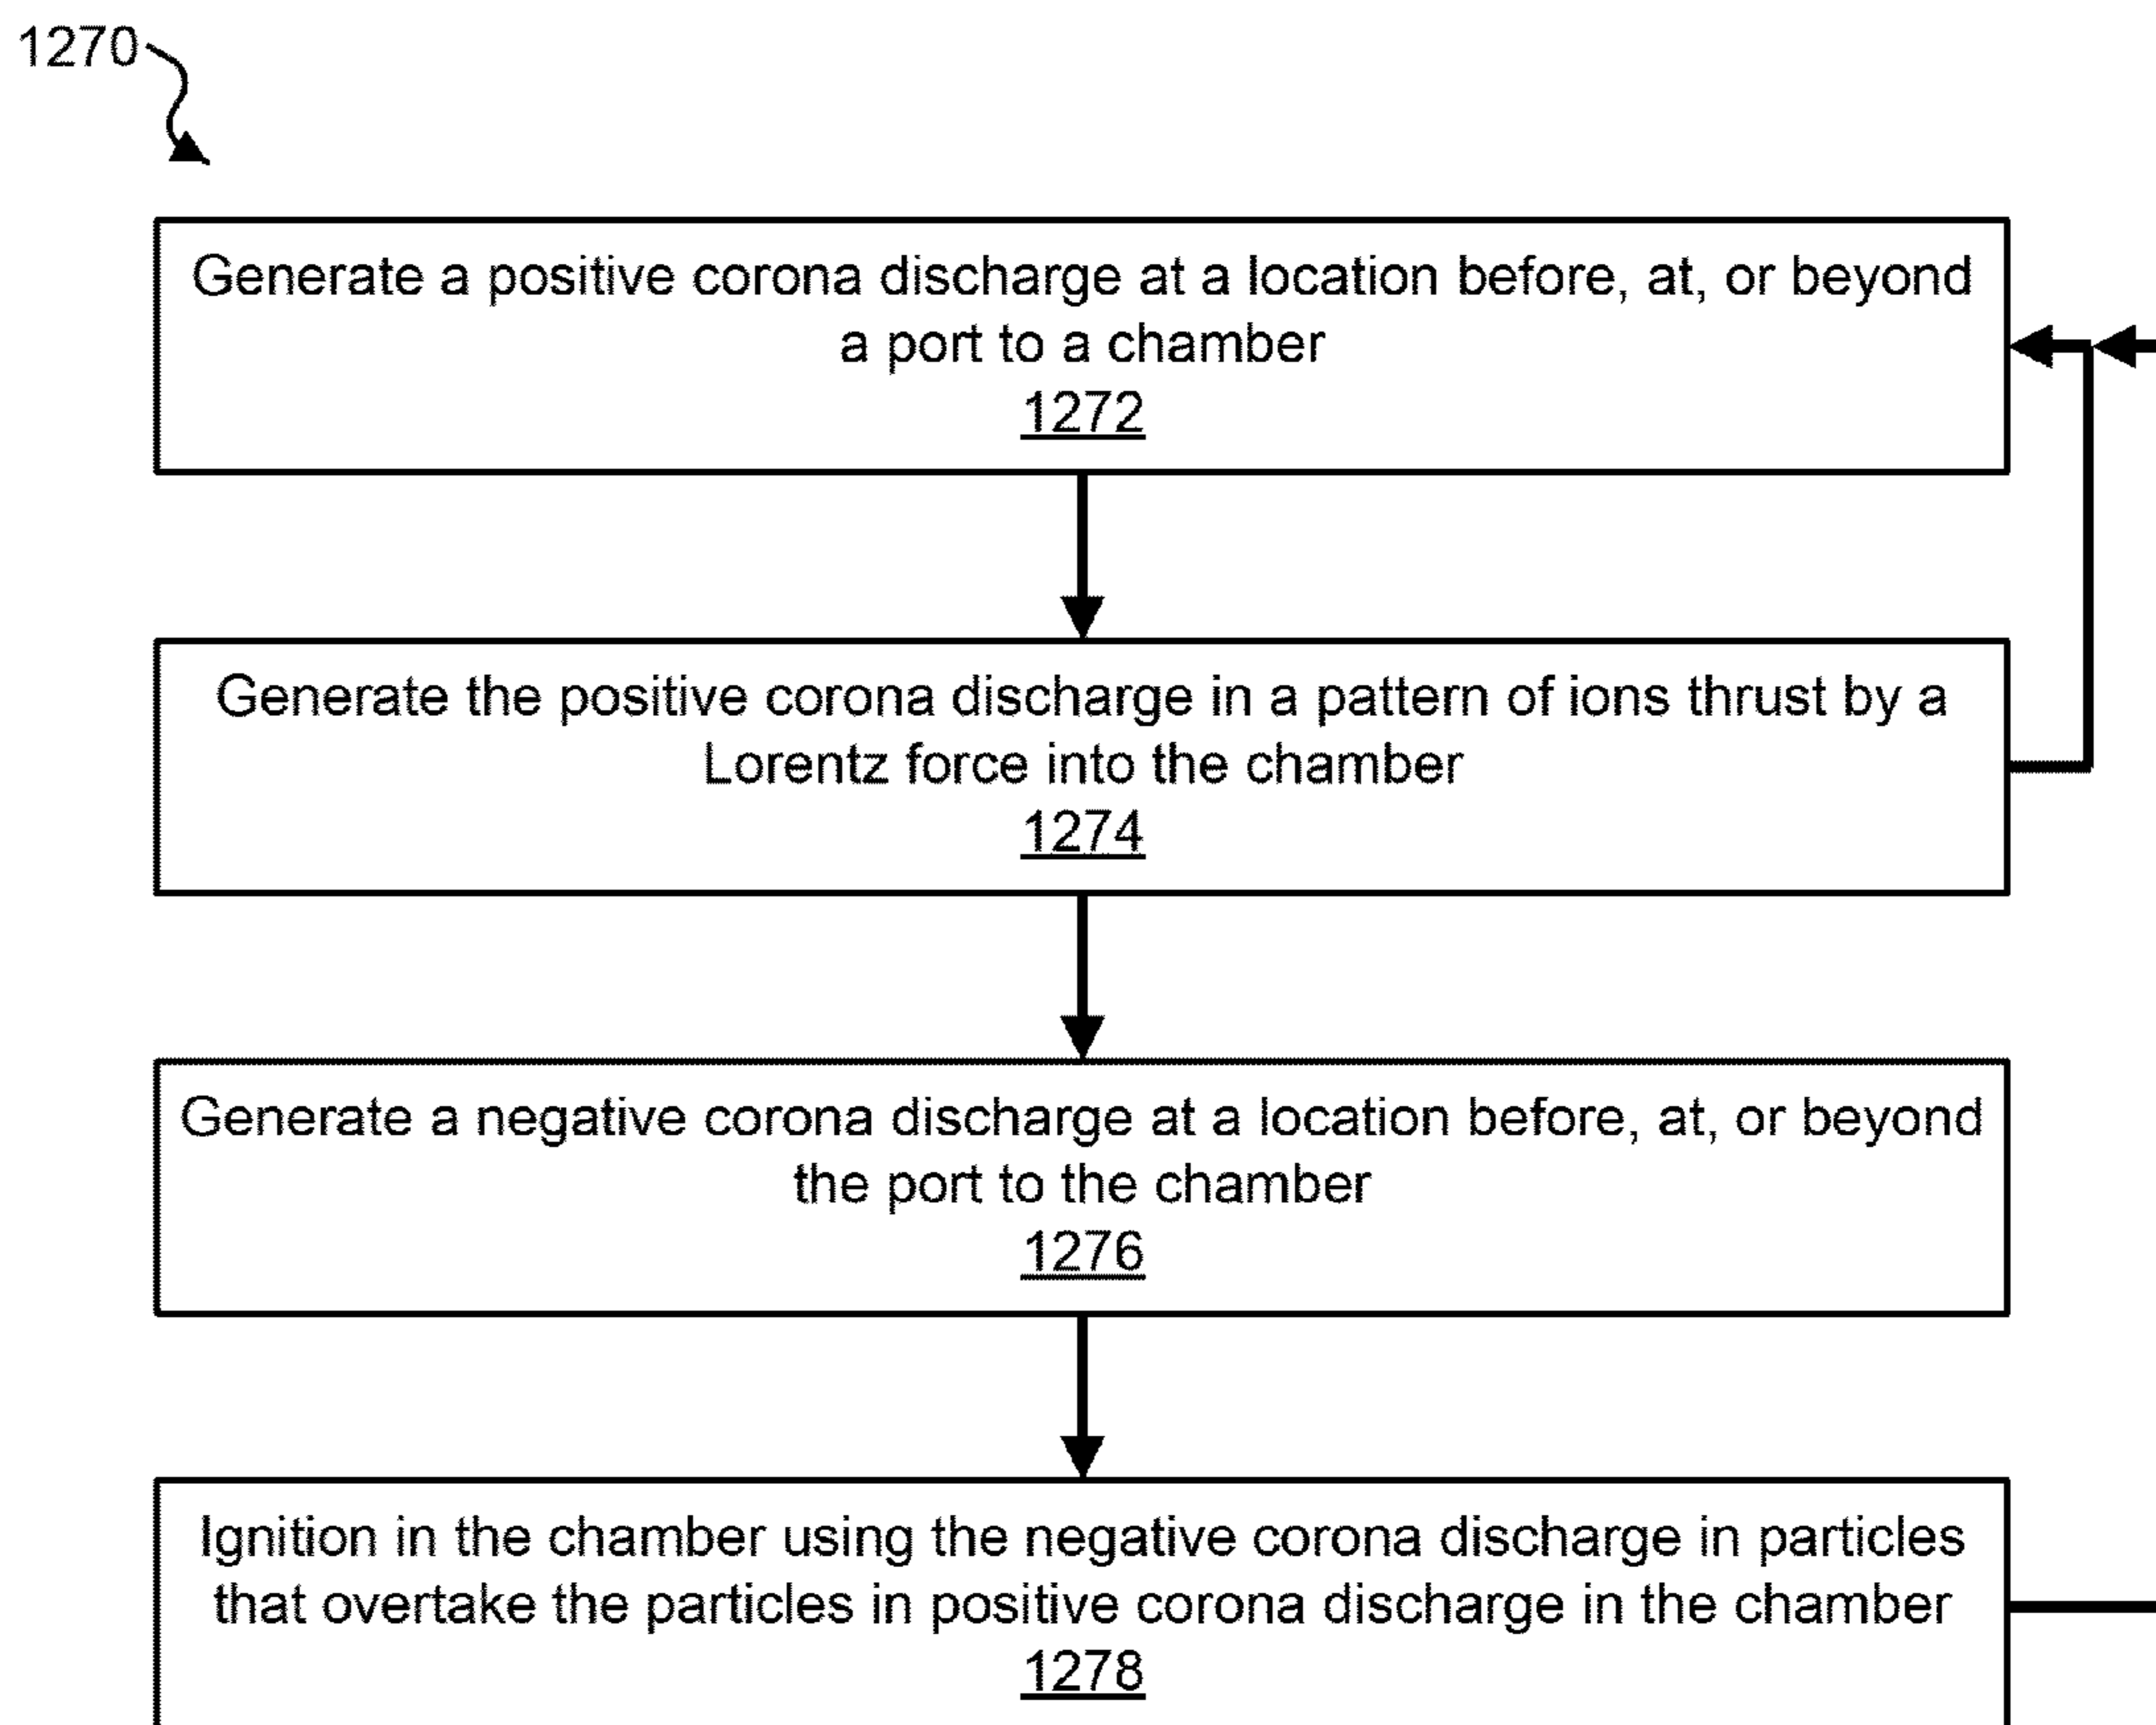 1270
Generate a positive corona discharge at a location before, at, or beyond
a port to a chamber
1272
Generate the positive corona discharge in a pattern of ions thrust by a
Lorentz force into the chamber
1274
Generate a negative corona discharge at a location before, at, or beyond
the port to the chamber
1276
Ignition in the chamber using the negative corona discharge in particles
that overtake the particles in positive corona discharge in the chamber
1278